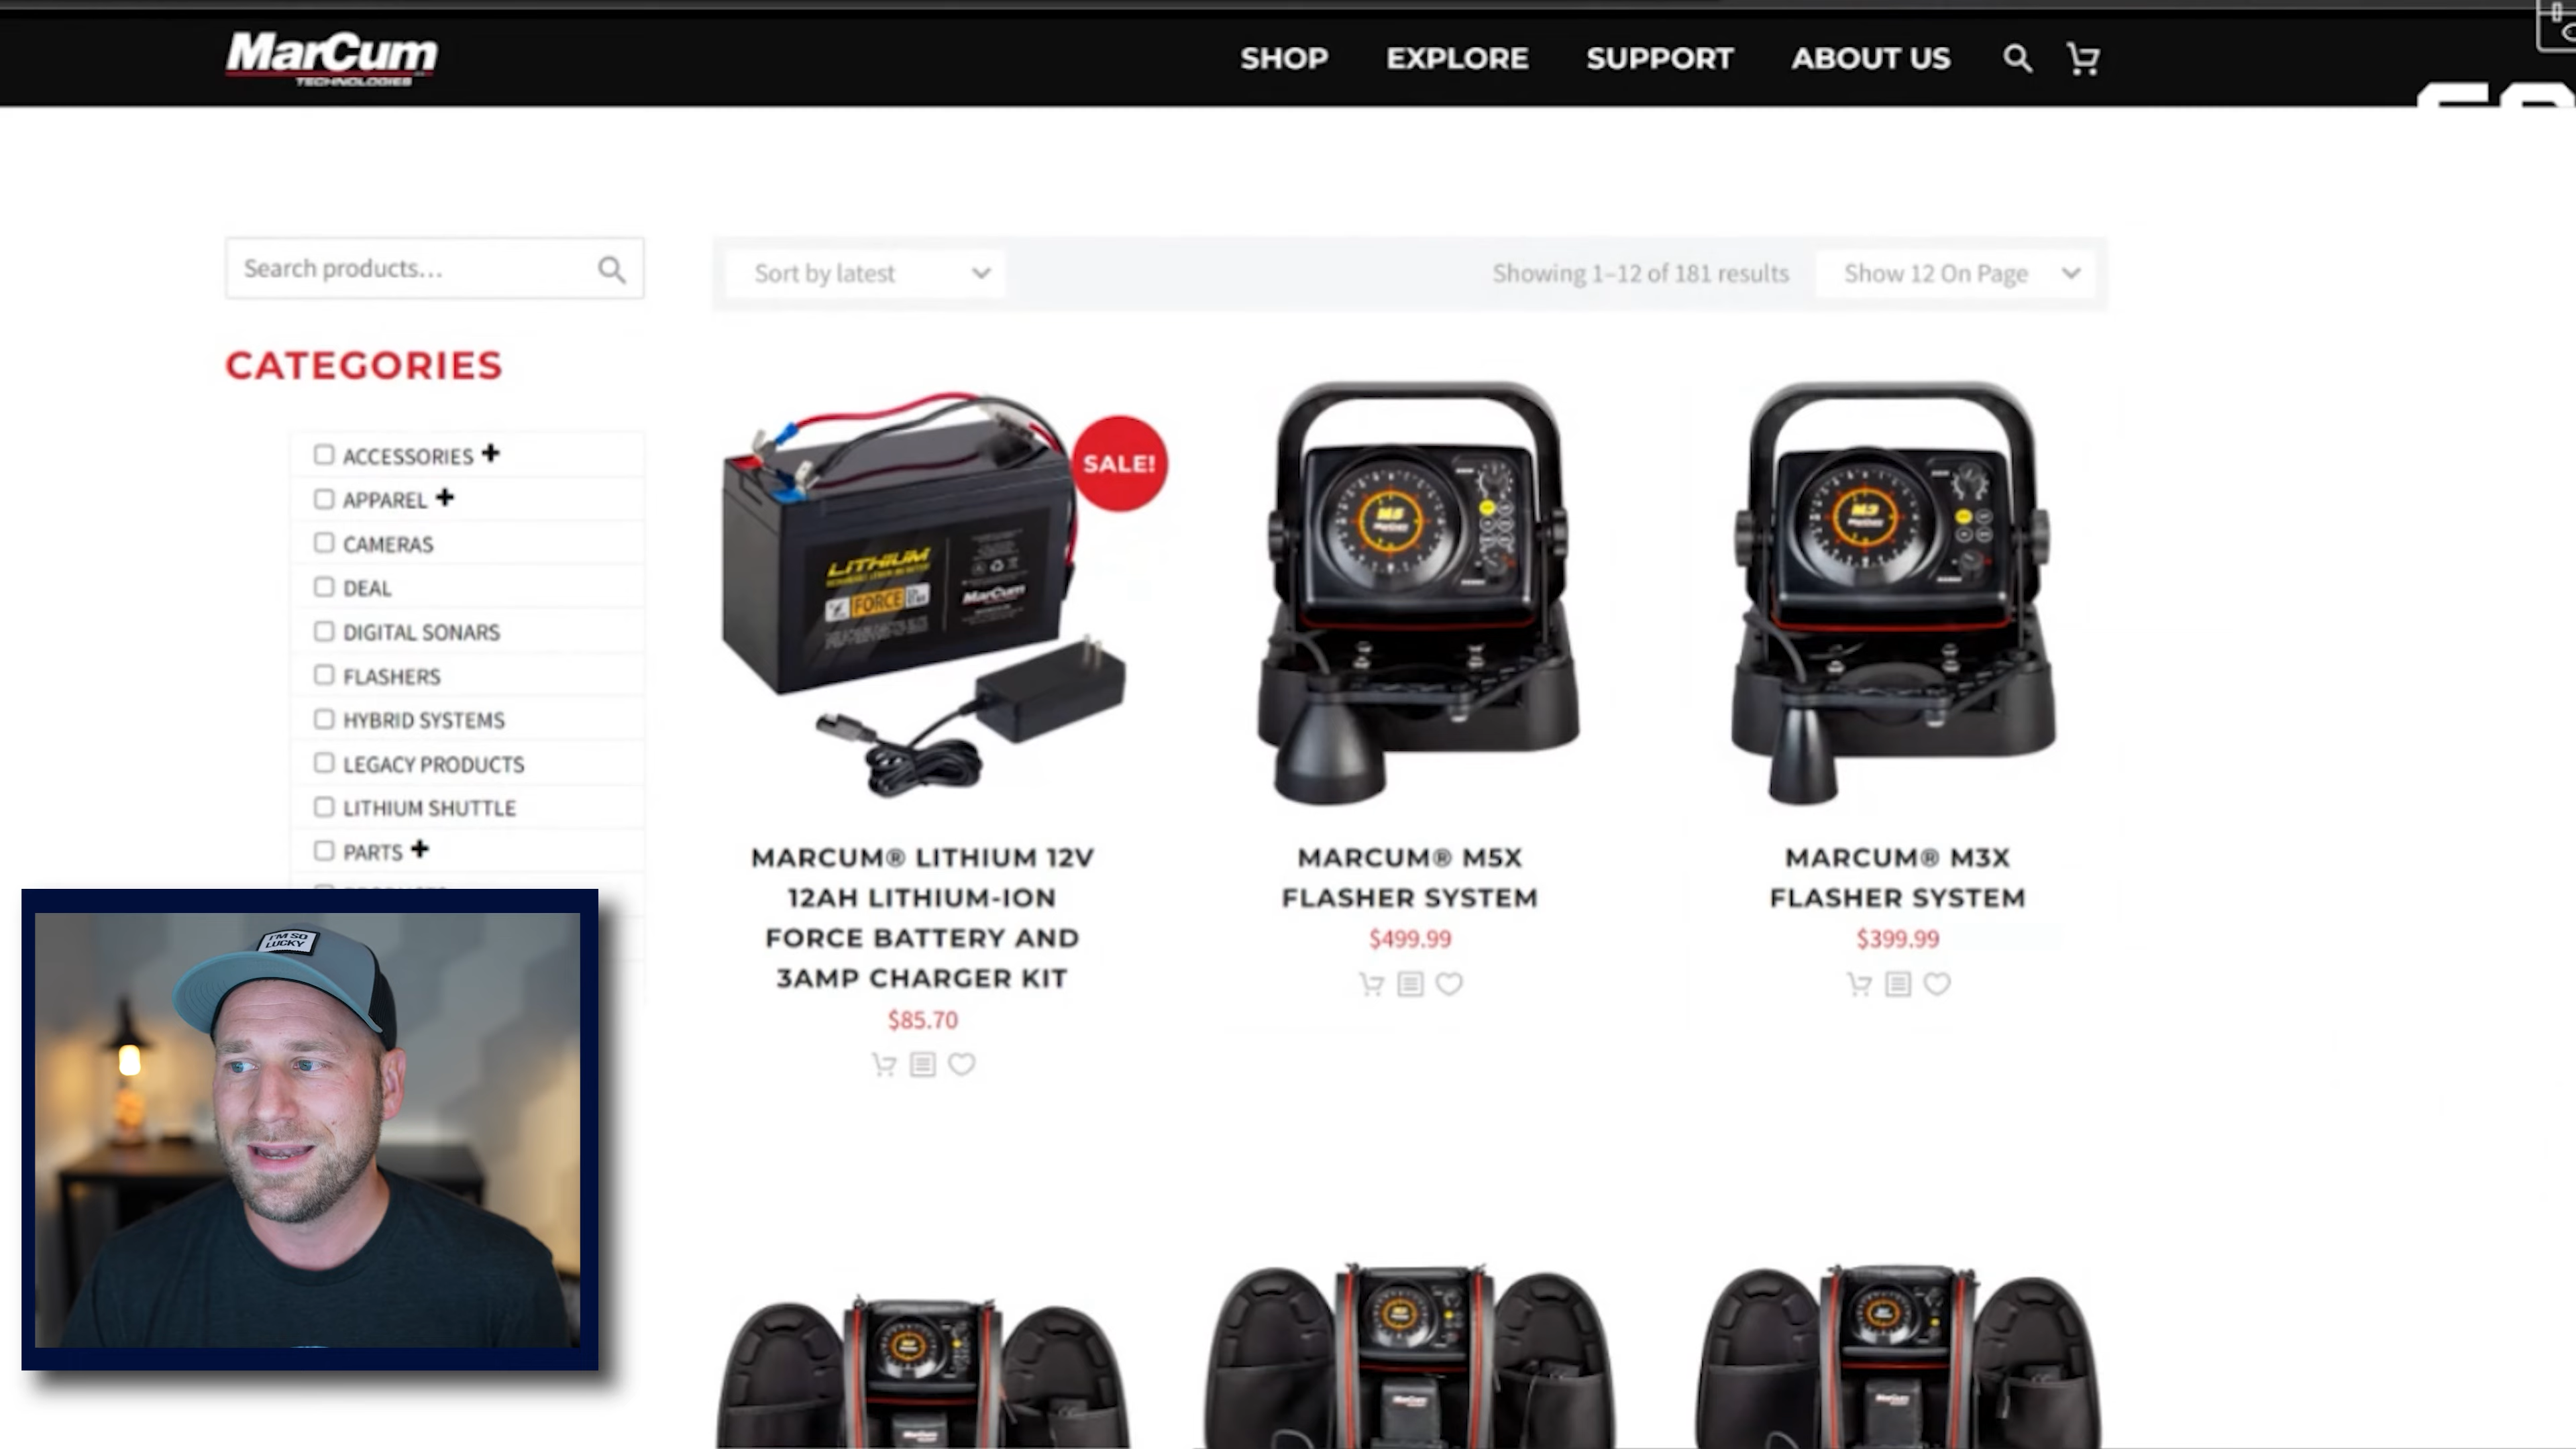 MarCum
TECHNOLOGIES
SHOP
EXPLORE
SUPPORT
ABOUT US
Search products...
Sort by latest
Showing 1–12 of 181 results
Show 12 On Page
CATEGORIES
ACCESSORIES +
APPAREL +
CAMERAS
DEAL
DIGITAL SONARS
FLASHERS
HYBRID SYSTEMS
LEGACY PRODUCTS
LITHIUM SHUTTLE
PARTS +
SALE!
LITHIUM
FORCE
MarCum
M5
M3
MARCUM® LITHIUM 12V
12AH LITHIUM-ION
FORCE BATTERY AND
3AMP CHARGER KIT
$85.70
MARCUM® M5X
FLASHER SYSTEM
$499.99
MARCUM® M3X
FLASHER SYSTEM
$399.99
I'M SO
LUCKY